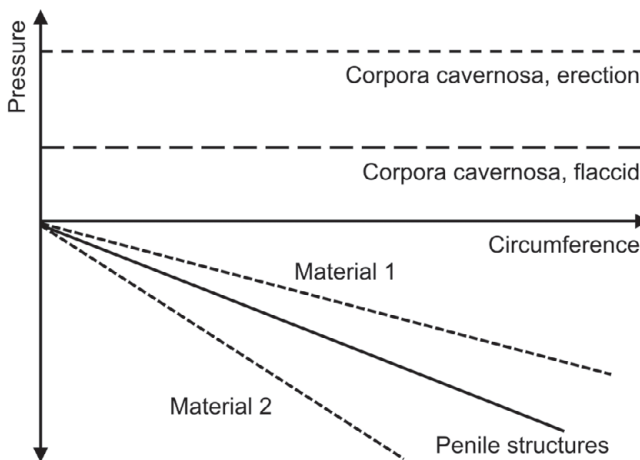 Pressure
Corpora cavernosa, erection
Corpora cavernosa, flaccid
Circumference
Material 1
Material 2
Penile structures